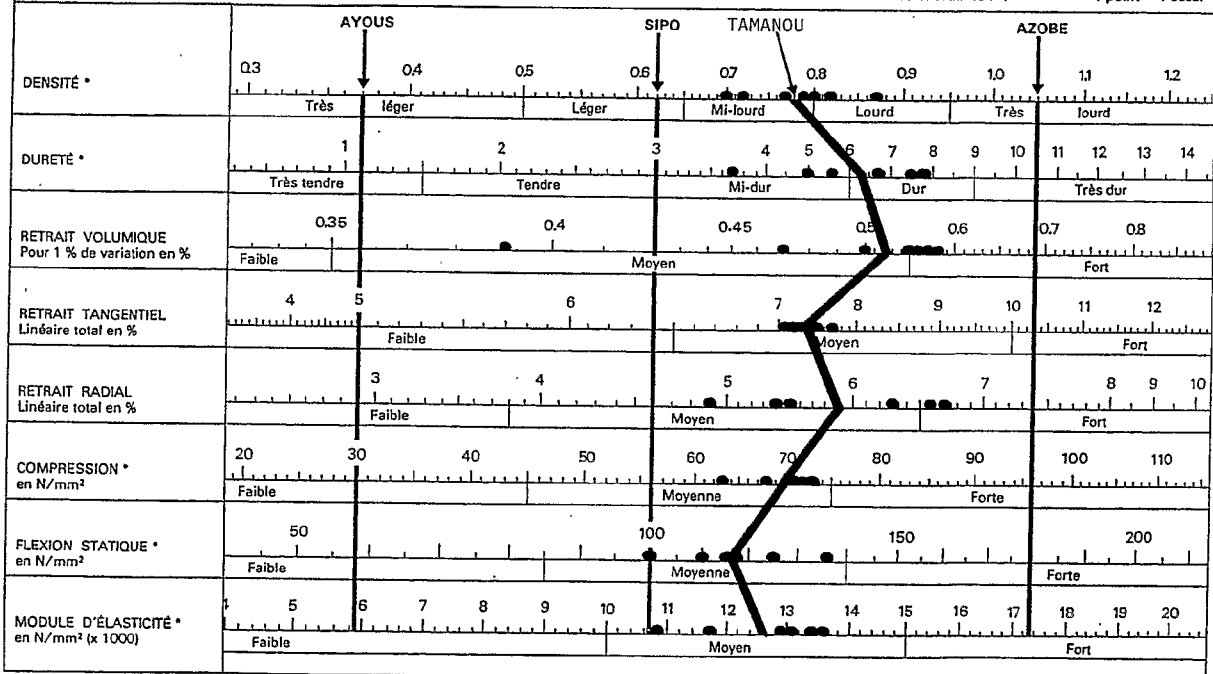 AYOUS SIPO TAMANOU AZOBE
DENSITÉ *
0.3 0.4 0.5 0.6 0.7 0.8 0.9 1.0 1.1 1.2
Très léger Léger Mi-lourd Lourd Très lourd
DURETÉ *
1 2 3 4 5 6 7 8 9 10 11 12 13 14
Très tendre Tendre Mi-dur Dur Très dur
RETRAIT VOLUMIQUE
Pour 1 % de variation en %
0.35 0.4 0.45 0.5 0.6 0.7 0.8
Faible Moyen Fort
RETRAIT TANGENTIEL
Linéaire total en %
4 5 6 7 8 9 10 11 12
Faible Moyen Fort
RETRAIT RADIAL
Linéaire total en %
3 4 5 6 7 8 9 10
Faible Moyen Fort
COMPRESSION *
en N/mm²
20 30 40 50 60 70 80 90 100 110
Faible Moyenne Forte
FLEXION STATIQUE *
en N/mm²
50 100 150 200
Faible Moyenne Forte
MODULE D'ÉLASTICITÉ *
en N/mm² (x 1000)
5 6 7 8 9 10 11 12 13 14 15 16 17 18 19 20
Faible Moyen Fort